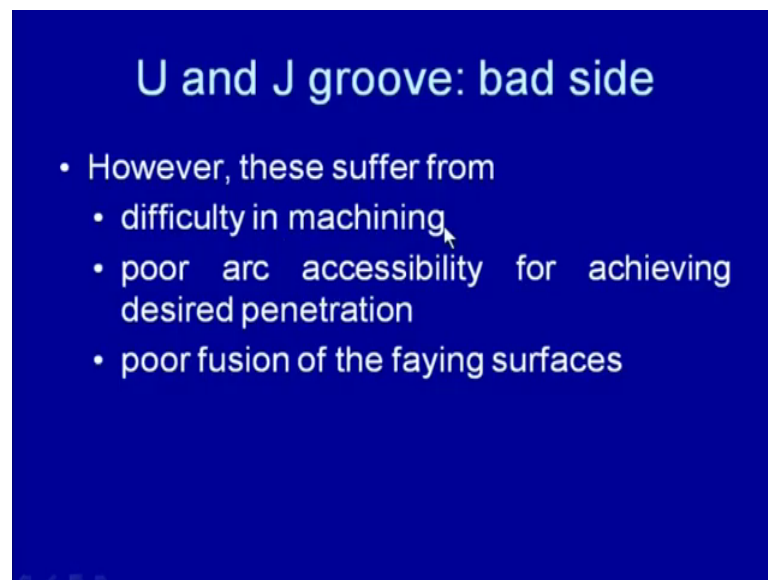 U and J groove: bad side
• However, these suffer from
• difficulty in machining
• poor arc accessibility for achieving
desired penetration
• poor fusion of the faying surfaces